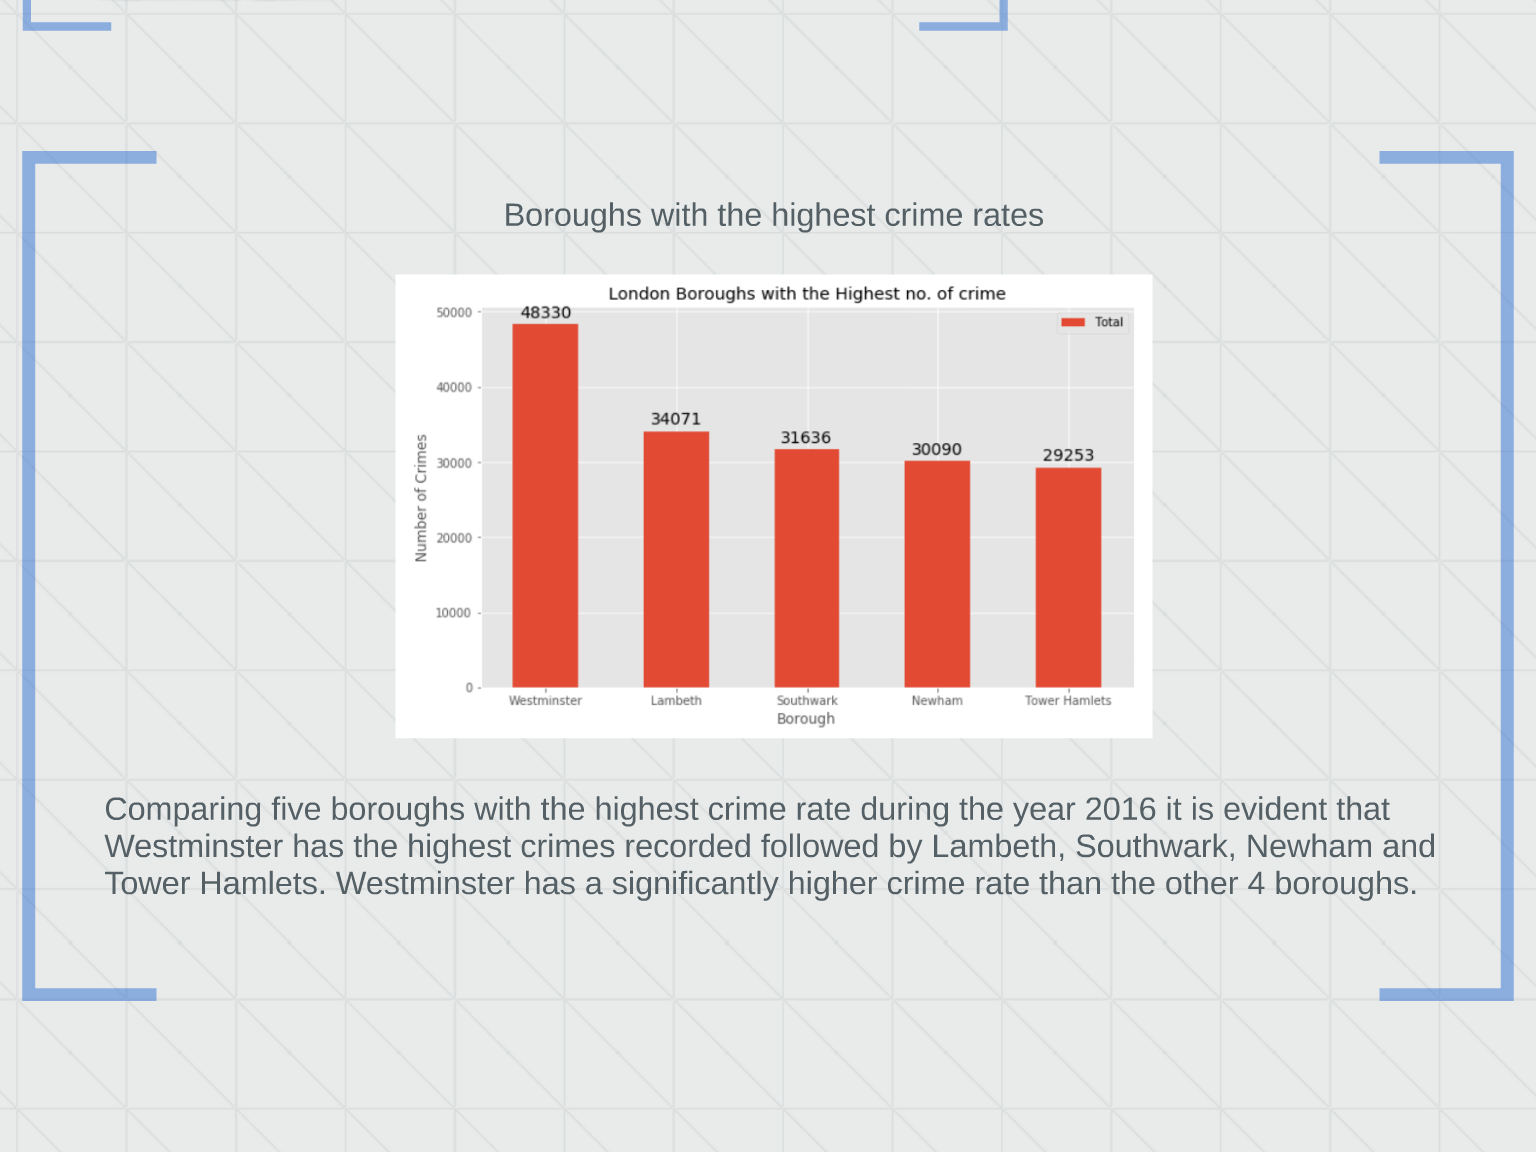 Boroughs with the highest crime rates
London Boroughs with the Highest no. of crime
Total
Number of Crimes
50000
40000
30000
20000
10000
0
48330
34071
31636
30090
29253
Westminster
Lambeth
Southwark
Newham
Tower Hamlets
Borough
Comparing five boroughs with the highest crime rate during the year 2016 it is evident that
Westminster has the highest crimes recorded followed by Lambeth, Southwark, Newham and
Tower Hamlets. Westminster has a significantly higher crime rate than the other 4 boroughs.